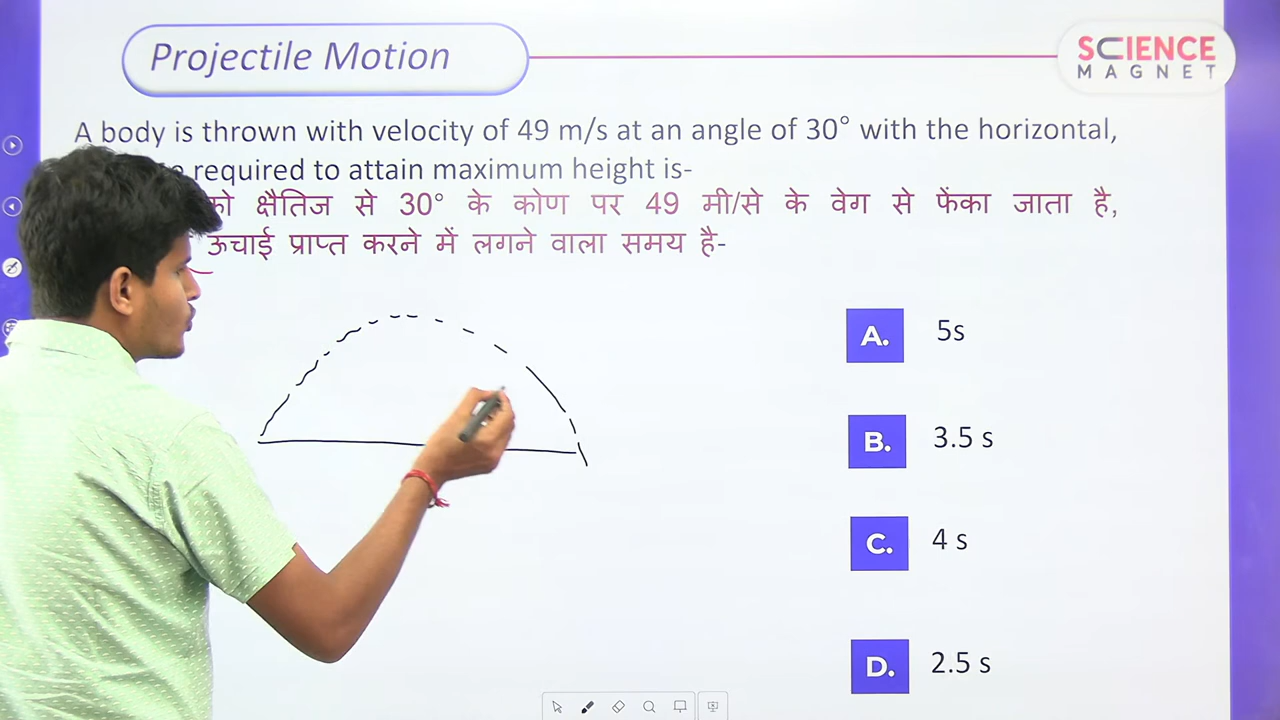 Projectile Motion
SCIENCE
MAGNET
A body is thrown with velocity of 49 m/s at an angle of 30° with the horizontal,
required to attain maximum height is-
को क्षैतिज से 30° के कोण पर 49 मी/से के वेग से फेंका जाता है,
ऊचाई प्राप्त करने में लगने वाला समय है-
A. 5s
B. 3.5 s
C. 4 s
D. 2.5 s